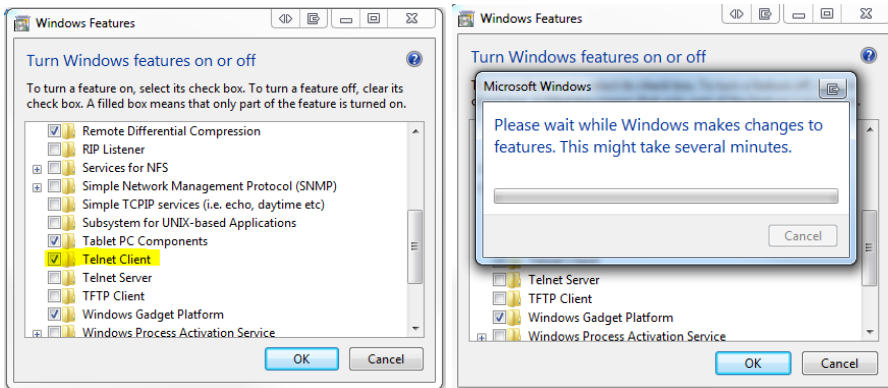 Windows Features
Turn Windows features on or off
To turn a feature on, select its check box. To turn a feature off, clear its
check box. A filled box means that only part of the feature is turned on.
Remote Differential Compression
RIP Listener
Services for NFS
Simple Network Management Protocol (SNMP)
Simple TCPIP services (i.e. echo, daytime etc)
Subsystem for UNIX-based Applications
Tablet PC Components
Telnet Client
Telnet Server
TFTP Client
Windows Gadget Platform
Windows Process Activation Service
OK Cancel
Windows Features
Turn Windows features on or off
Microsoft Windows
Please wait while Windows makes changes to
features. This might take several minutes.
Cancel
Telnet Server
TFTP Client
Windows Gadget Platform
Windows Process Activation Service
OK Cancel